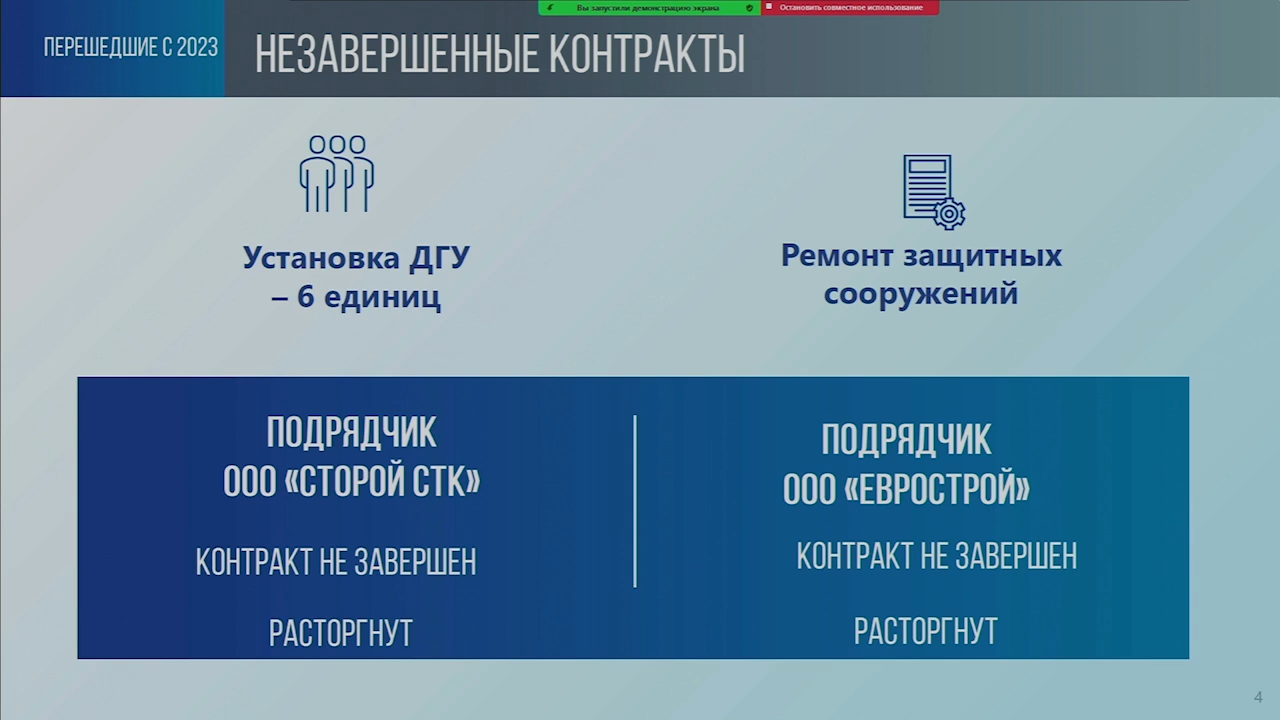 Вы запустили демонстрацию экрана
Остановить совместное использование
ПЕРЕШЕДШИЕ С 2023
НЕЗАВЕРШЕННЫЕ КОНТРАКТЫ
Установка ДГУ
– 6 единиц
Ремонт защитных
сооружений
ПОДРЯДЧИК
ООО «СТОРОЙ СТК»
КОНТРАКТ НЕ ЗАВЕРШЕН
РАСТОРГНУТ
ПОДРЯДЧИК
ООО «ЕВРОСТРОЙ»
КОНТРАКТ НЕ ЗАВЕРШЕН
РАСТОРГНУТ
4